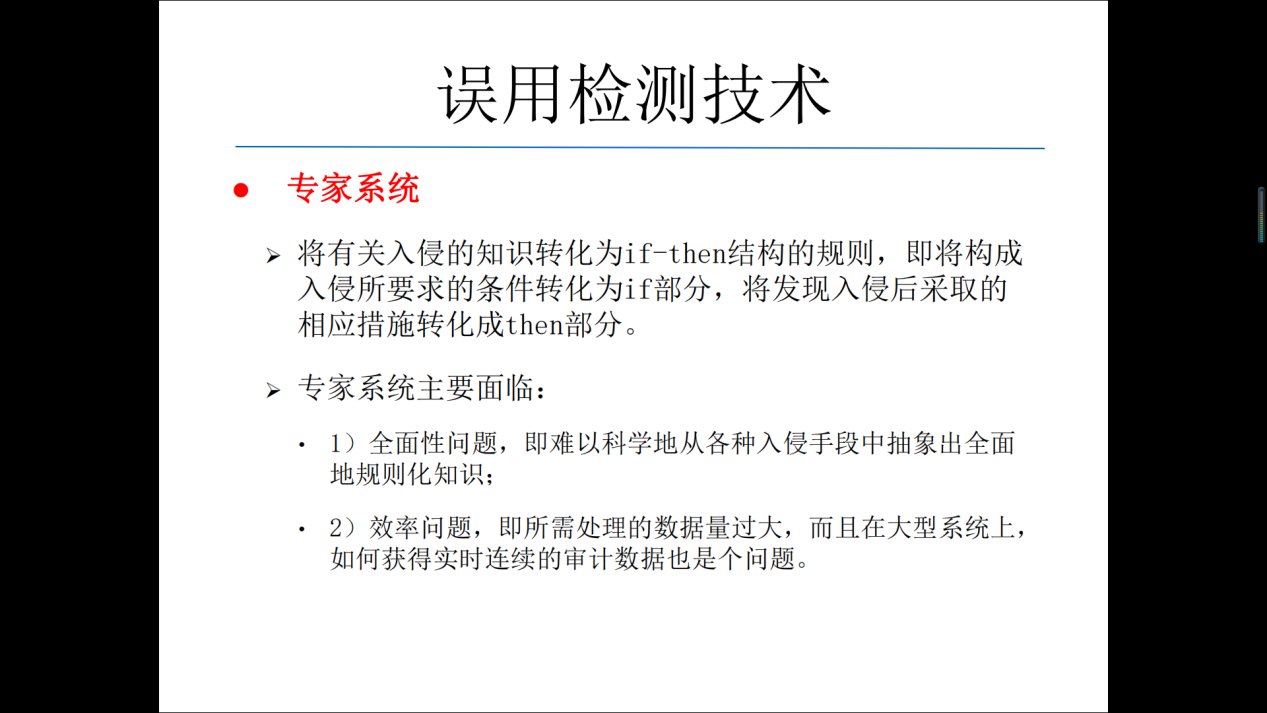 误用检测技术
● 专家系统
➢ 将有关入侵的知识转化为if-then结构的规则，即将构成
入侵所要求的条件转化为if部分，将发现入侵后采取的
相应措施转化成then部分。
➢ 专家系统主要面临：
• 1）全面性问题，即难以科学地从各种入侵手段中抽象出全面
地规则化知识；
• 2）效率问题，即所需处理的数据量过大，而且在大型系统上，
如何获得实时连续的审计数据也是个问题。